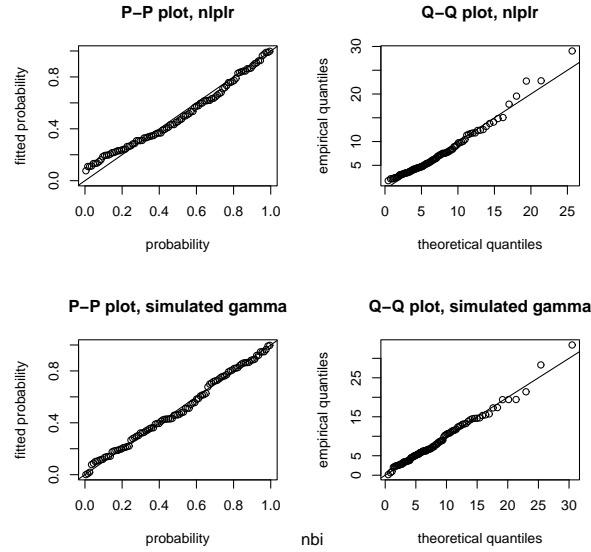 P−P plot, nlplr
fitted probability
0.0 0.4 0.8
0.0 0.2 0.4 0.6 0.8 1.0
probability
Q−Q plot, nlplr
empirical quantiles
5 10 20 30
0 5 10 15 20 25
theoretical quantiles
P−P plot, simulated gamma
fitted probability
0.0 0.4 0.8
0.0 0.2 0.4 0.6 0.8 1.0
probability
Q−Q plot, simulated gamma
empirical quantiles
0 5 15 25
0 5 10 15 20 25 30
theoretical quantiles
nbi